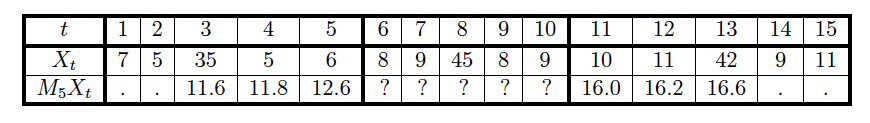 t 1 2 3 4 5 6 7 8 9 10 11 12 13 14 15
X_t 7 5 35 5 6 8 9 45 8 9 10 11 42 9 11
M_5X_t . . 11.6 11.8 12.6 ? ? ? ? ? 16.0 16.2 16.6 . .